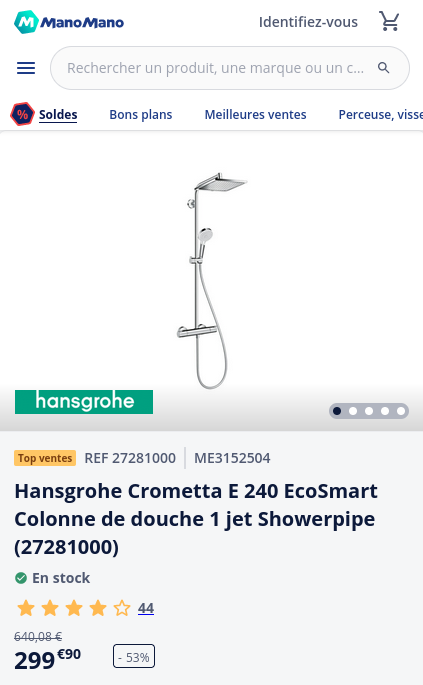 ManoMano
Identifiez-vous
Rechercher un produit, une marque ou un c...
%
Soldes
Bons plans
Meilleures ventes
Perceuse, visse
hansgrohe
Top ventes REF 27281000 ME3152504
Hansgrohe Crometta E 240 EcoSmart
Colonne de douche 1 jet Showerpipe
(27281000)
En stock
44
640,08 €
299 €90 - 53%